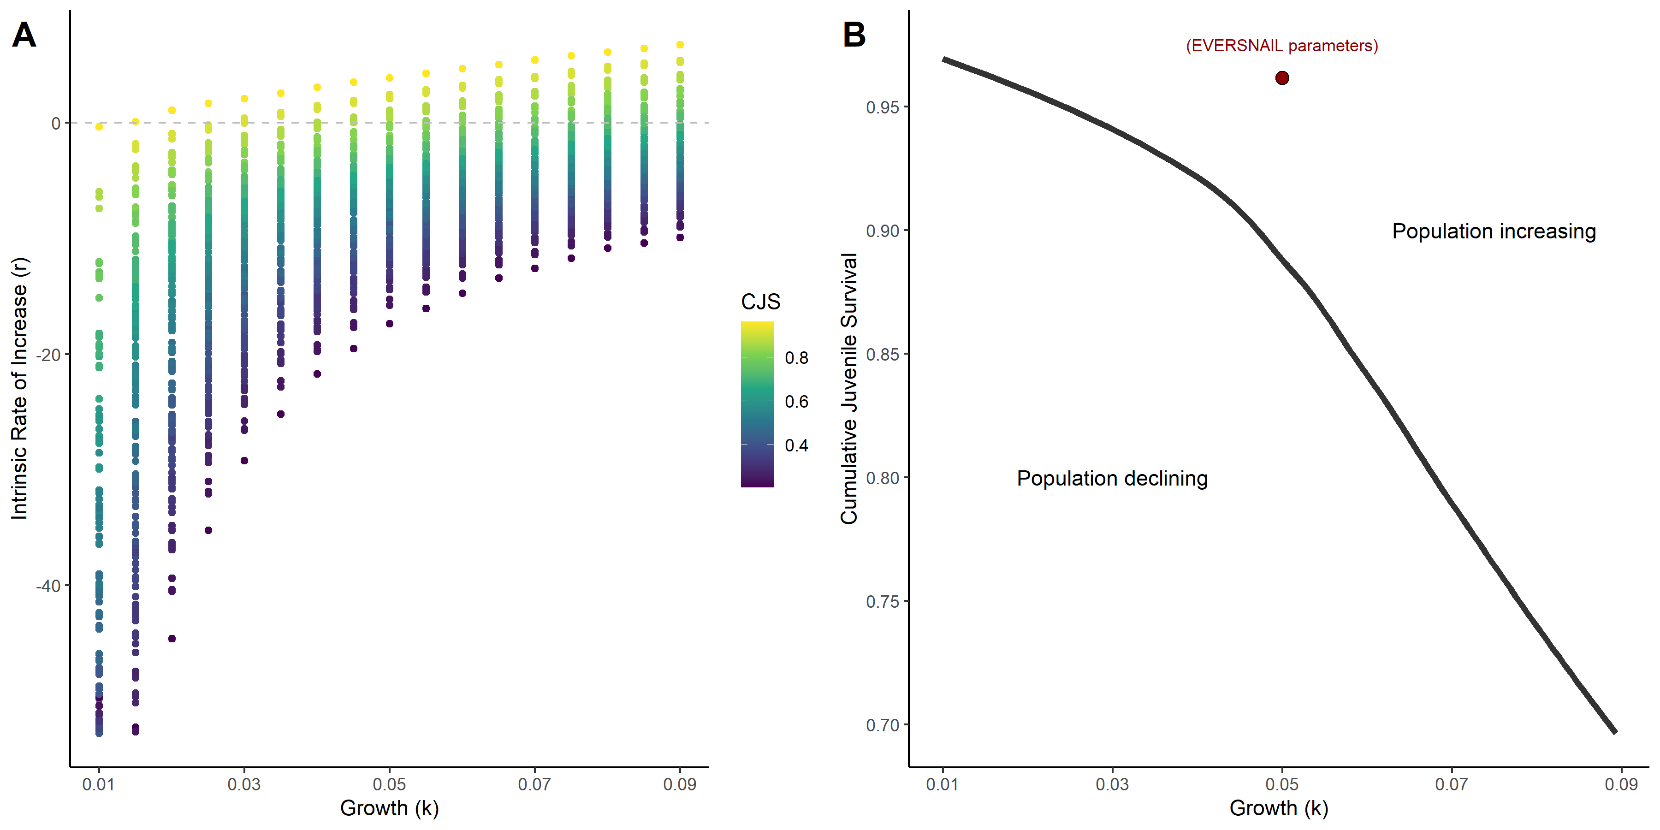 A
Intrinsic Rate of Increase (r)
0
-20
-40
0.01
0.03
0.05
0.07
0.09
Growth (k)
CJS
0.8
0.6
0.4
B
Cumulative Juvenile Survival
0.95
0.90
0.85
0.80
0.75
0.70
(EVERSNAIL parameters)
Population increasing
Population declining
0.01
0.03
0.05
0.07
0.09
Growth (k)